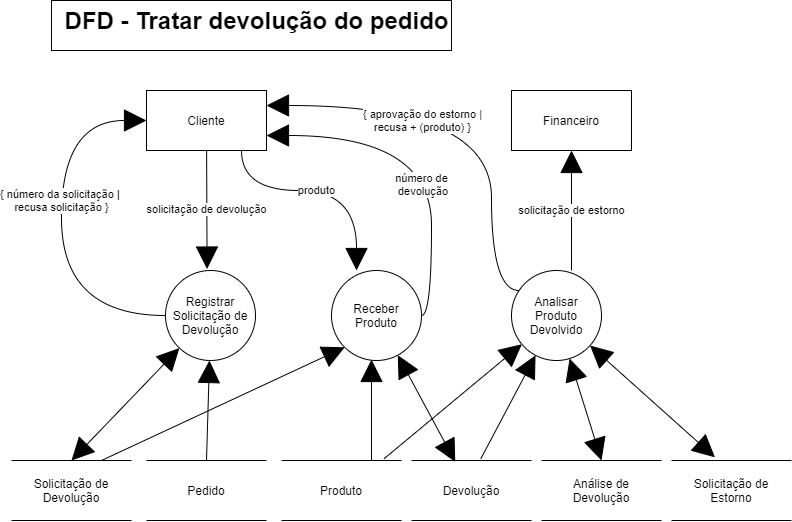 DFD - Tratar devolução do pedido
Cliente
{ aprovação do estorno |
recusa + (produto) }
Financeiro
{ número da solicitação |
recusa solicitação }
solicitação de devolução
produto
número de
devolução
solicitação de estorno
Registrar
Solicitação de
Devolução
Receber
Produto
Analisar
Produto
Devolvido
Solicitação de
Devolução
Pedido
Produto
Devolução
Análise de
Devolução
Solicitação de
Estorno